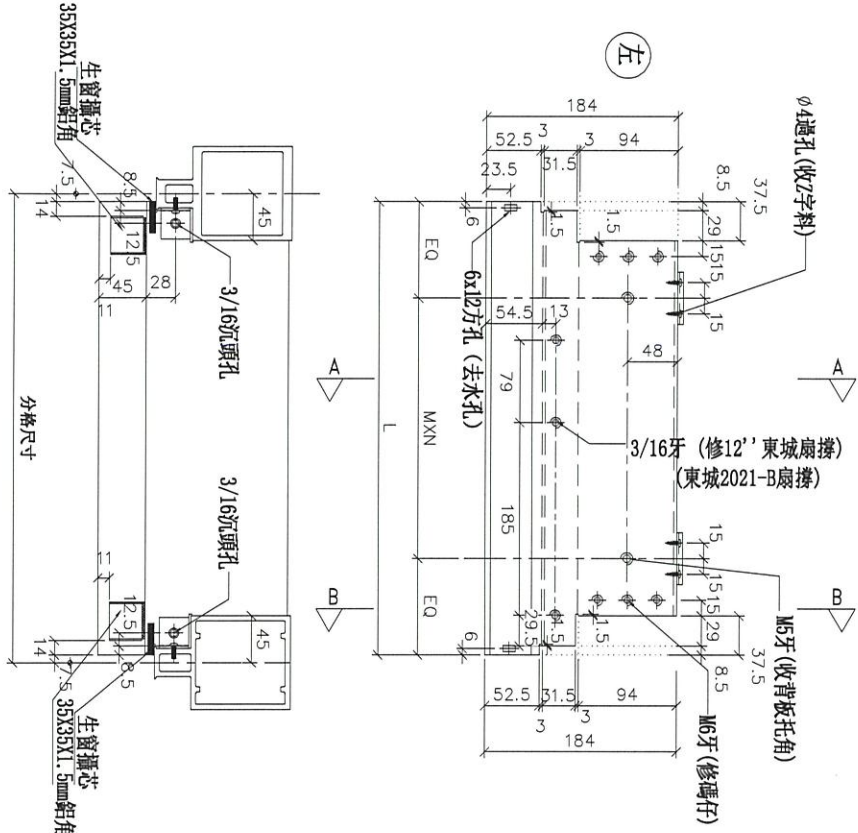 左
184
52.5
3
31.5
3
94
23.5
8.5
37.5
29
1515
15
ø4過孔(收Z字料)
6
1.5
1.5
EQ
6x12方孔 (去水孔)
54.5
13
48
A
A
79
MXN
L
3/16牙 (修12''東城扇撐)
(東城2021-B扇撐)
185
15
15
15
B
B
EQ
29.5
1.5
1.5
6
29
37.5
8.5
M5牙(收背板托角)
M6牙(修碼仔)
52.5
31.5
94
3
3
184
生窗攝芯
35X35X1.5mm鋁角
7.5
14
8.5
12.5
45
45
28
11
3/16沉頭孔
分格尺寸
3/16沉頭孔
11
12.5
45
14
7.5
8.5
生窗攝芯
35X35X1.5mm鋁角